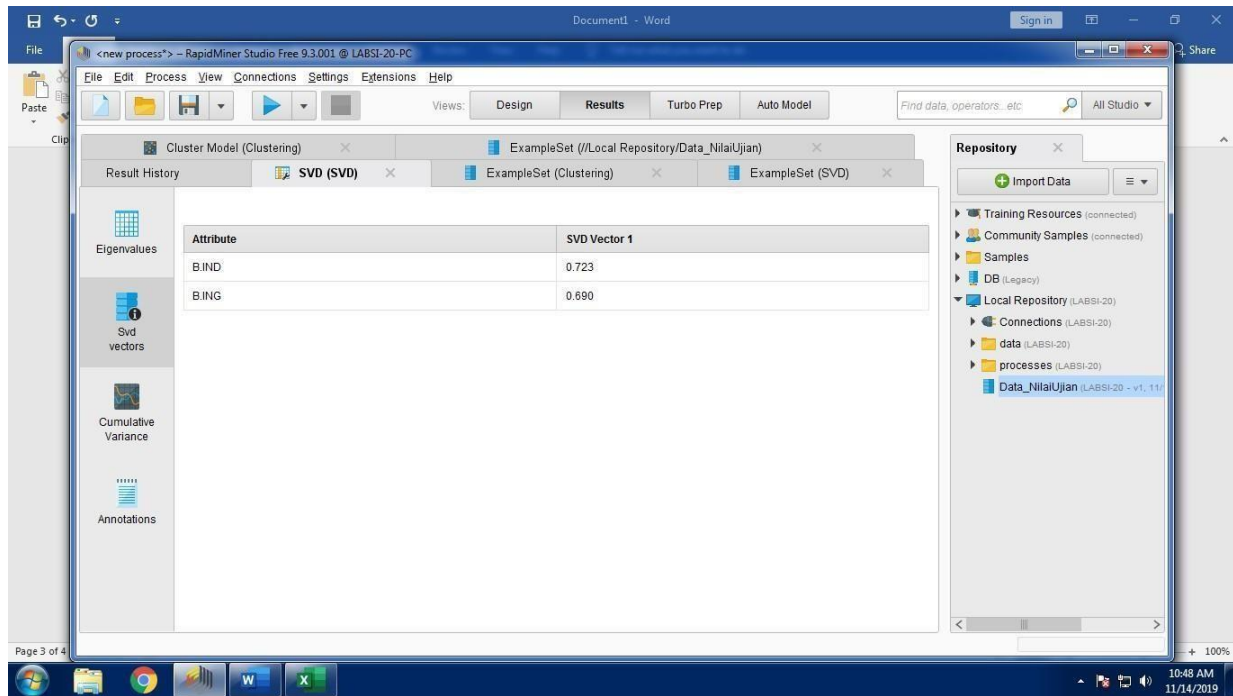 Document1 - Word
Sign in
File
Share
Paste
Clip
<new process*> – RapidMiner Studio Free 9.3.001 @ LABSI-20-PC
File Edit Process View Connections Settings Extensions Help
Views: Design Results Turbo Prep Auto Model
Find data, operators...etc
All Studio
Cluster Model (Clustering)
ExampleSet (//Local Repository/Data_NilaiUjian)
Result History
SVD (SVD)
ExampleSet (Clustering)
ExampleSet (SVD)
Eigenvalues
Svd
vectors
Cumulative
Variance
Annotations
Attribute SVD Vector 1
B.IND 0.723
B.ING 0.690
Repository
Import Data
Training Resources (connected)
Community Samples (connected)
Samples
DB (Legacy)
Local Repository (LABSI-20)
Connections (LABSI-20)
data (LABSI-20)
processes (LABSI-20)
Data_NilaiUjian (LABSI-20 - v1, 11/
Page 3 of 4
100%
10:48 AM
11/14/2019